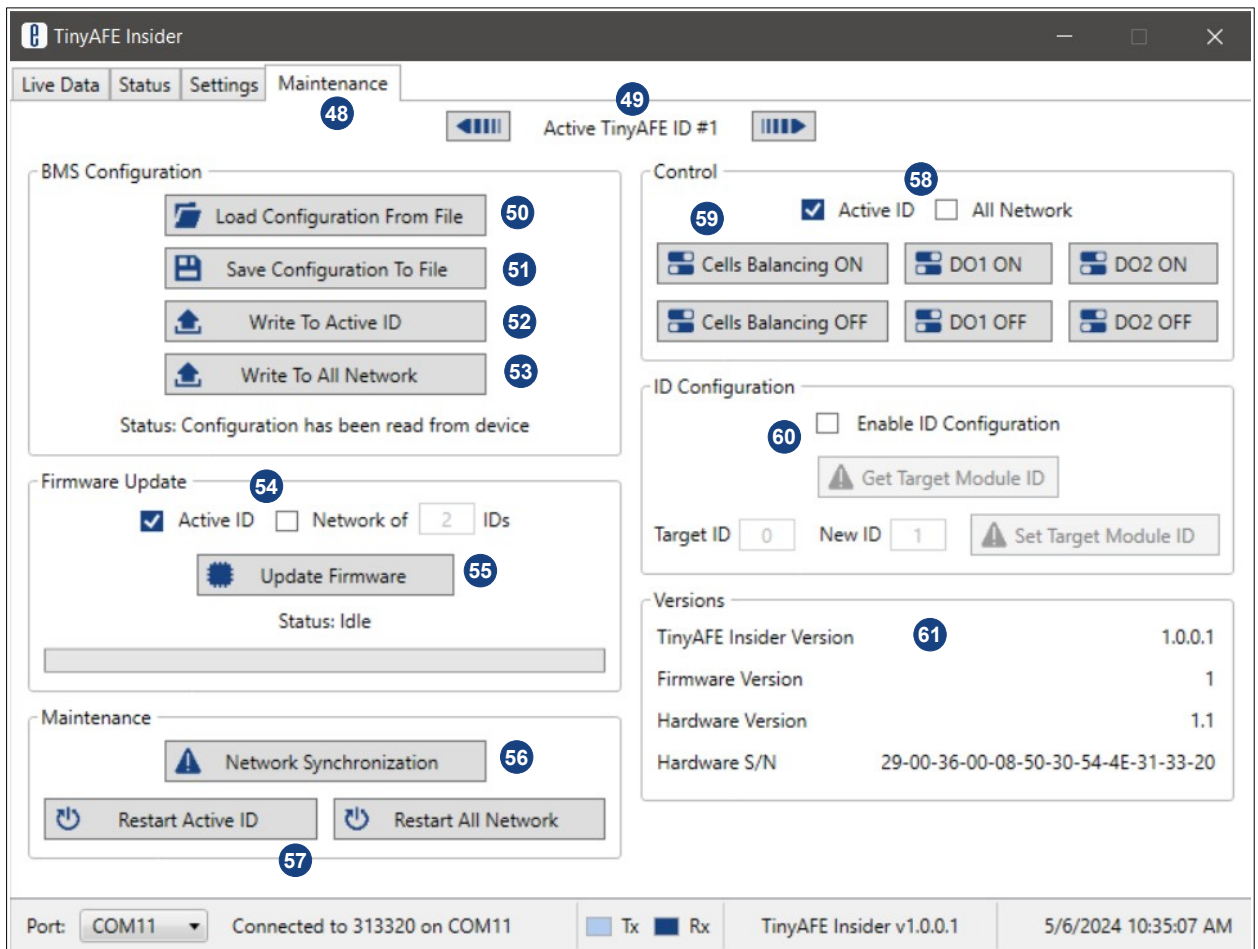 TinyAFE Insider
Live Data Status Settings Maintenance
48
49
Active TinyAFE ID #1
BMS Configuration
Load Configuration From File 50
Save Configuration To File 51
Write To Active ID 52
Write To All Network 53
Status: Configuration has been read from device
Firmware Update 54
Active ID Network of 2 IDs
Update Firmware 55
Status: Idle
Maintenance
Network Synchronization 56
Restart Active ID Restart All Network
57
Control 58
59 Active ID All Network
Cells Balancing ON DO1 ON DO2 ON
Cells Balancing OFF DO1 OFF DO2 OFF
ID Configuration
60 Enable ID Configuration
Get Target Module ID
Target ID 0 New ID 1 Set Target Module ID
Versions
TinyAFE Insider Version 61 1.0.0.1
Firmware Version 1
Hardware Version 1.1
Hardware S/N 29-00-36-00-08-50-30-54-4E-31-33-20
Port: COM11 Connected to 313320 on COM11 Tx Rx TinyAFE Insider v1.0.0.1 5/6/2024 10:35:07 AM